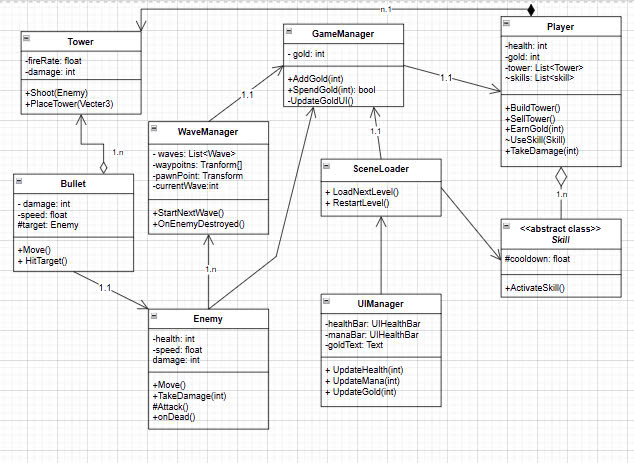 n.1
Tower
-fireRate: float
-damage: int
+Shoot(Enemy)
+PlaceTower(Vecter3)
GameManager
- gold: int
+AddGold(int)
+SpendGold(int): bool
-UpdateGoldUI()
Player
-health: int
-gold: int
-tower: List<Tower>
~skills: List<skill>
+BuildTower()
+SellTower()
+EarnGold(int)
~UseSkill(Skill)
+TakeDamage(int)
1.1
1.1
1.1
1.n
WaveManager
- waves: List<Wave>
-waypoitns: Tranform[]
-pawnPoint: Transform
-currentWave:int
+StartNextWave()
+OnEnemyDestroyed()
SceneLoader
+ LoadNextLevel()
+ RestartLevel()
Bullet
- damage: int
-speed: float
#target: Enemy
+Move()
+ HitTarget()
1.n
<<abstract class>>
Skill
#cooldown: float
+ActivateSkill()
1.n
1.1
Enemy
-health: int
-speed: float
damage: int
+Move()
+TakeDamage(int)
#Attack()
+onDead()
UIManager
-healthBar: UIHealthBar
-manaBar: UIHealthBar
-goldText: Text
+ UpdateHealth(int)
+ UpdateMana(int)
+ UpdateGold(int)